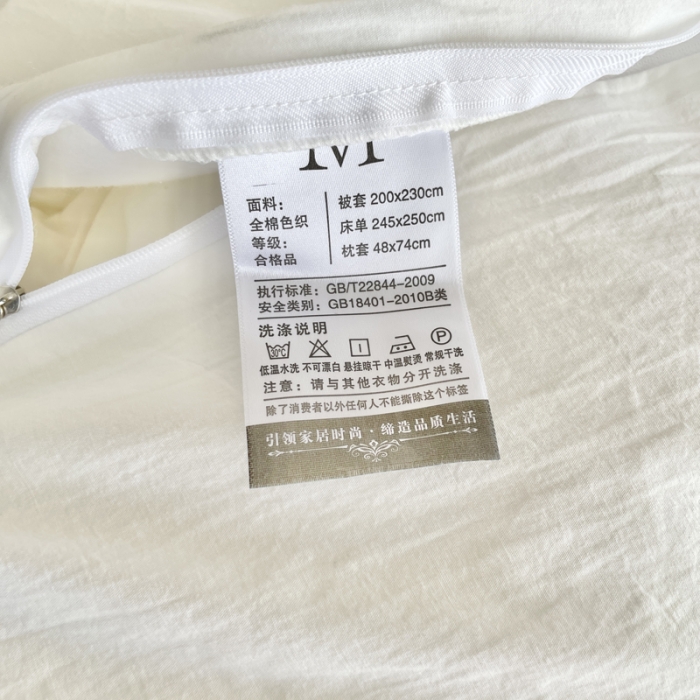 M
面料:
全棉色织
等级:
合格品
被套 200x230cm
床单 245x250cm
枕套 48x74cm
执行标准: GB/T22844-2009
安全类别: GB18401-2010B类
洗涤说明
低温水洗 不可漂白 悬挂晾干 中温熨烫 常规干洗
注意: 请与其他衣物分开洗涤
除了消费者以外任何人不能撕除这个标签
引领家居时尚·缔造品质生活